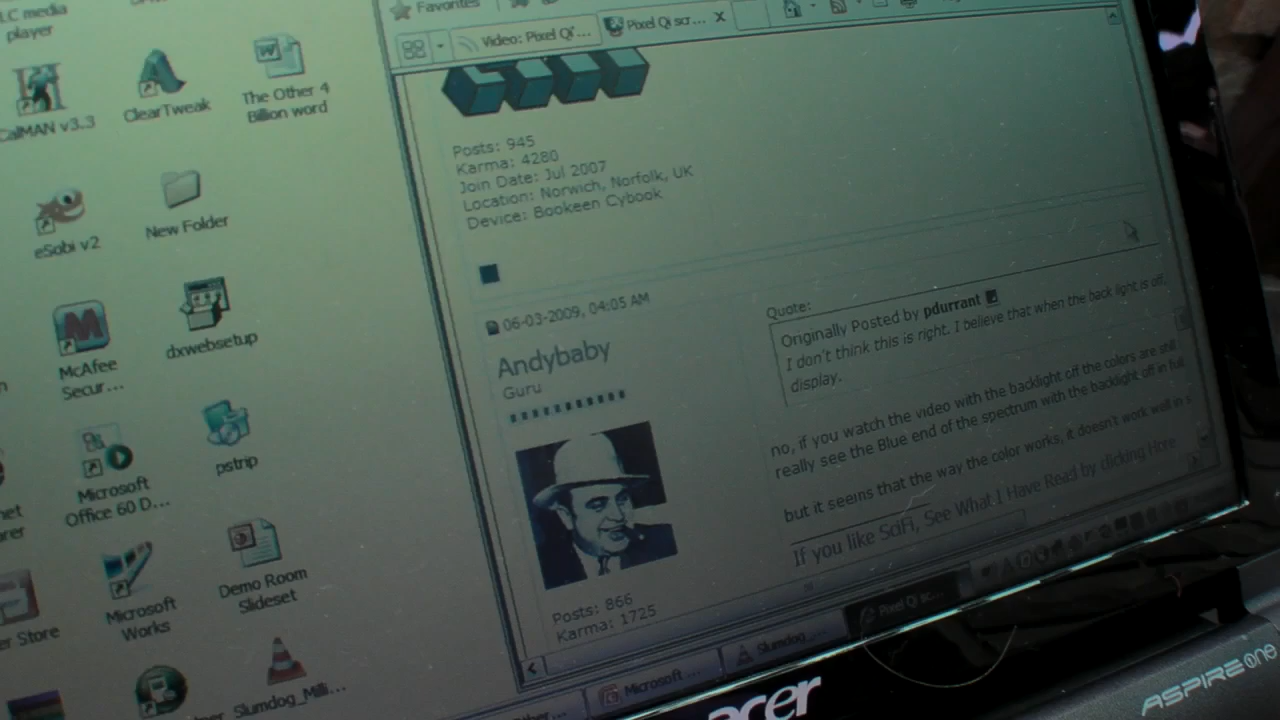 LC media
player
CalMAN v3.3
ClearTweak
The Other 4
Billion word
eSobi v2
New Folder
McAfee
Secur...
dxwebsetup
Microsoft
Office 60 D...
pstrip
Microsoft
Works
Demo Room
Slideset
er Store
Slumdog_Milli...
Favorites
Video: Pixel Qi'...
Pixel Qi scr...
Posts: 945
Karma: 4280
Join Date: Jul 2007
Location: Norwich, Norfolk, UK
Device: Bookeen Cybook
06-03-2009, 04:05 AM
Andybaby
Guru
Posts: 866
Karma: 1725
Quote:
Originally Posted by pdurrant
I don't think this is right. I believe that when the back light is off,
display.
no, if you watch the video with the backlight off the colors are still
really see the Blue end of the spectrum with the backlight off in full
but it seems that the way the color works, it doesn't work well in s
If you like SciFi, See What I Have Read by clicking Here
Microsoft ...
Slumdog_...
Pixel Qi sc...
acer
ASPIRE one